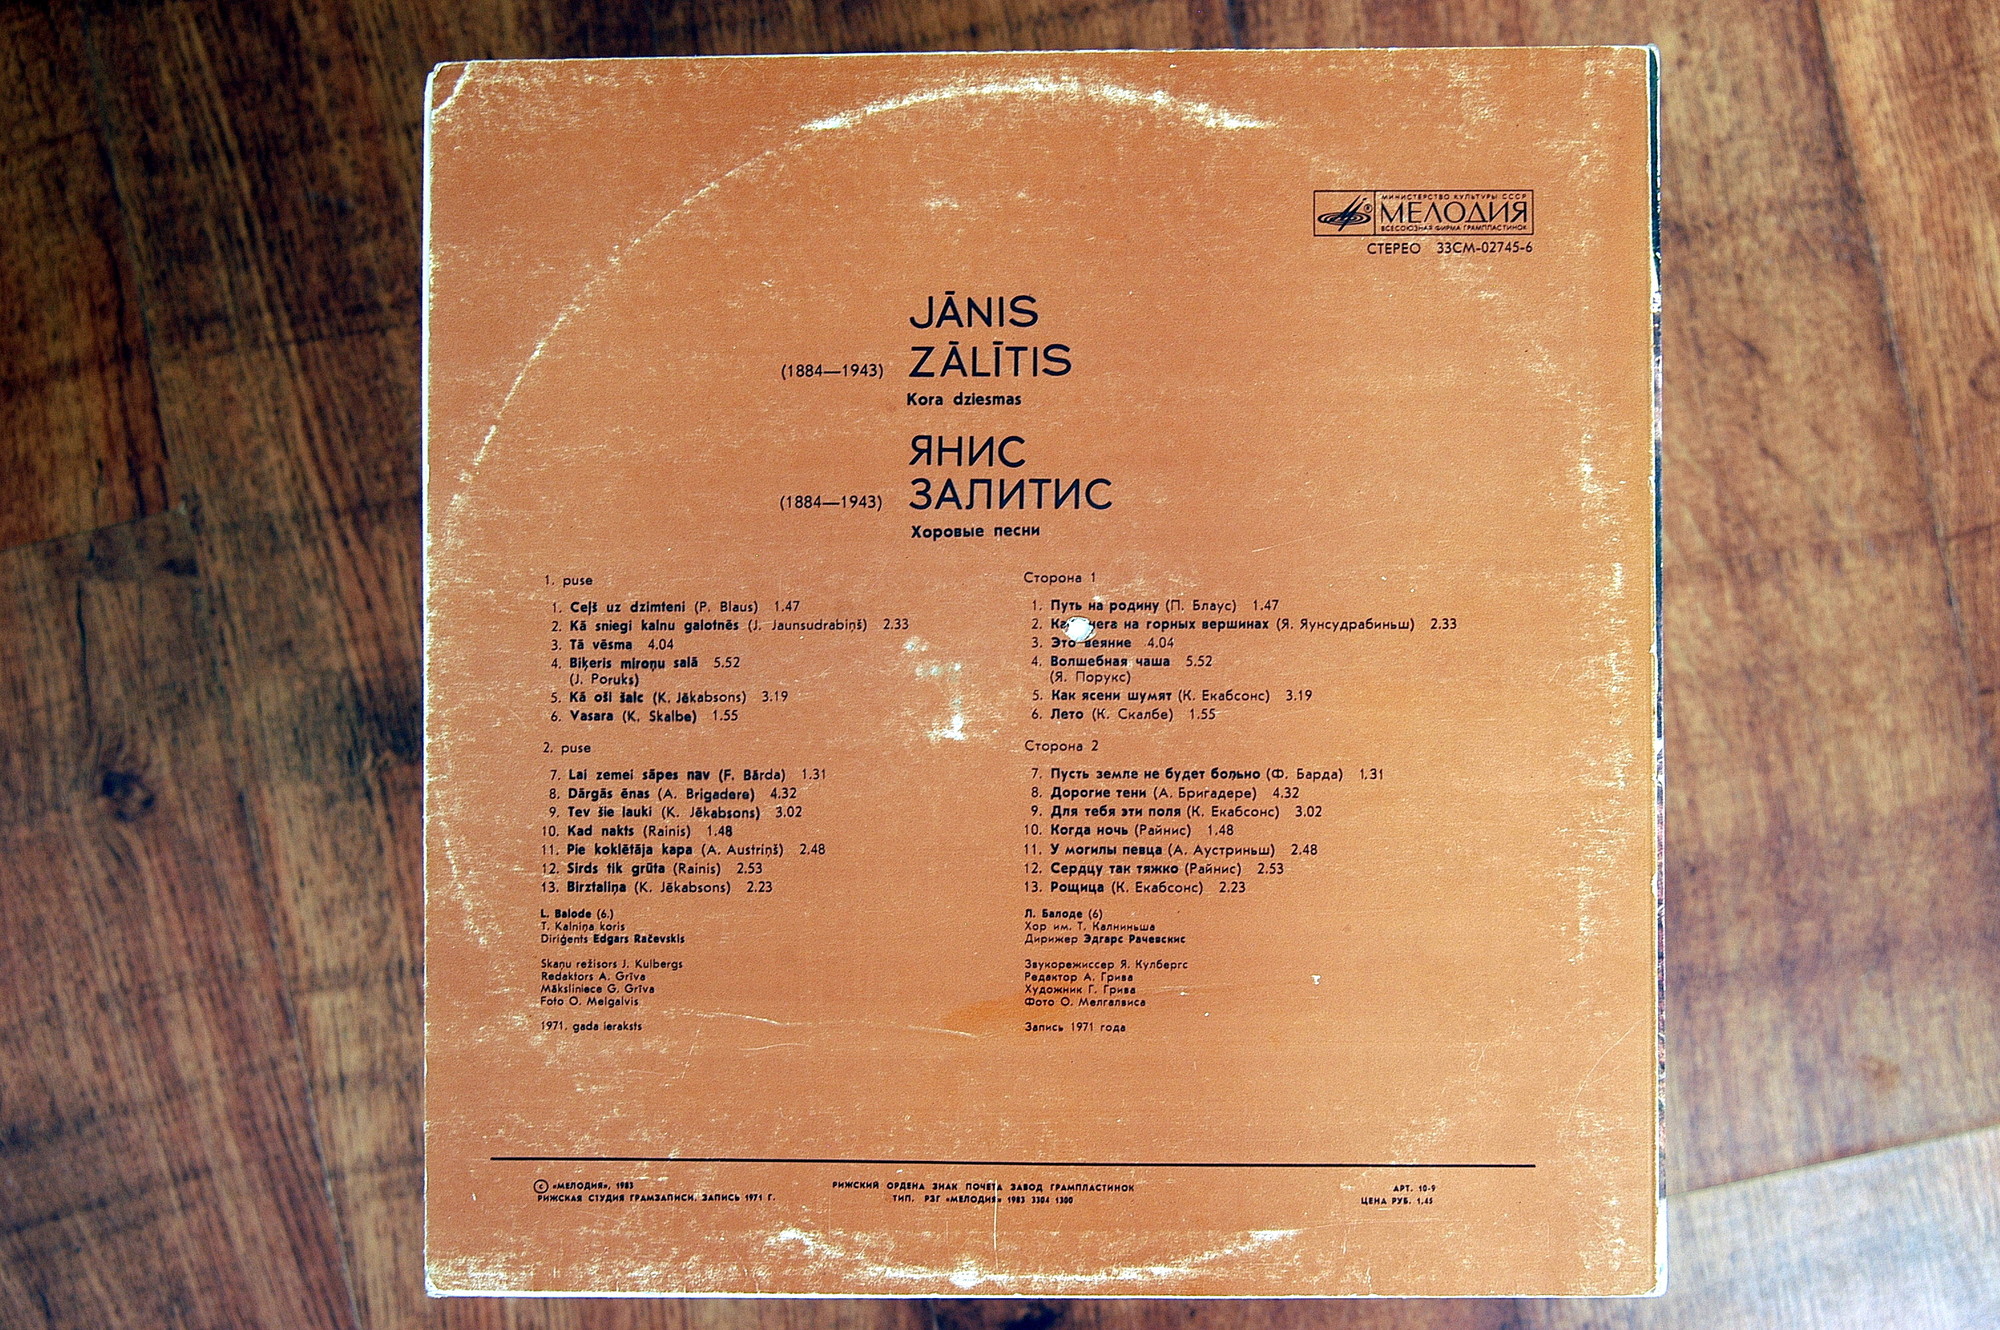 МИНИСТЕРСТВО КУЛЬТУРЫ СССР
МЕЛОДИЯ
ВСЕСОЮЗНАЯ ФИРМА ГРАМПЛАСТИНОК
СТЕРЕО 33СМ-02745-6
JĀNIS
(1884—1943) ZĀLĪTIS
Kora dziesmas
ЯНИС
(1884—1943) ЗАЛИТИС
Хоровые песни
1. puse
1. Ceļš uz dzimteni (P. Blaus) 1.47
2. Kā sniegi kalnu galotnēs (J. Jaunsudrabiņš) 2.33
3. Tā vēsma 4.04
4. Biķeris miroņu salā 5.52
(J. Poruks)
5. Kā oši šalc (K. Jēkabsons) 3.19
6. Vasara (K. Skalbe) 1.55
2. puse
7. Lai zemei sāpes nav (F. Bārda) 1.31
8. Dārgās ēnas (A. Brigadere) 4.32
9. Tev šie lauki (K. Jēkabsons) 3.02
10. Kad nakts (Rainis) 1.48
11. Pie koklētāja kapa (A. Austriņš) 2.48
12. Sirds tik grūta (Rainis) 2.53
13. Birztaliņa (K. Jēkabsons) 2.23
L. Balode (6.)
T. Kalniņa koris
Diriģents Edgars Račevskis
Skaņu režisors J. Kulbergs
Redaktors A. Grīva
Māksliniece G. Grīva
Foto O. Melgalvis
1971. gada ieraksts
Сторона 1
1. Путь на родину (П. Блаус) 1.47
2. на горных вершинах (Я. Яунсудрабиньш) 2.33
3. Это веяние 4.04
4. Волшебная чаша 5.52
(Я. Порукс)
5. Как ясени шумят (К. Екабсонс) 3.19
6. Лето (К. Скалбе) 1.55
Сторона 2
7. Пусть земле не будет больно (Ф. Барда) 1.31
8. Дорогие тени (А. Бригадере) 4.32
9. Для тебя эти поля (К. Екабсонс) 3.02
10. Когда ночь (Райнис) 1.48
11. У могилы певца (А. Аустриньш) 2.48
12. Сердцу так тяжко (Райнис) 2.53
13. Рощица (К. Екабсонс) 2.23
Л. Балоде (6)
Хор им. Т. Калниньша
Дирижер Эдгарс Рачевскис
Звукорежиссер Я. Кулбергс
Редактор А. Грива
Художник Г. Грива
Фото О. Мелгалвиса
Запись 1971 года
© «МЕЛОДИЯ», 1983
РИЖСКАЯ СТУДИЯ ГРАМЗАПИСИ. ЗАПИСЬ 1971 Г.
РИЖСКИЙ ОРДЕНА ЗНАК ПОЧЕТА ЗАВОД ГРАМПЛАСТИНОК
ТИП. РЗГ «МЕЛОДИЯ» 1983 3304 1300
АРТ. 10-9
ЦЕНА РУБ. 1,45